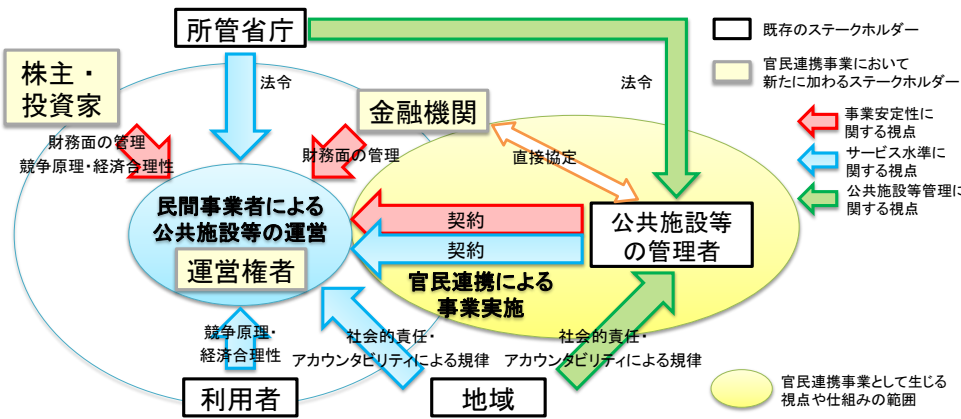 所管省庁
既存のステークホルダー
株主・
投資家
法令
法令
官民連携事業において
新たに加わるステークホルダー
金融機関
事業安定性に
関する視点
財務面の管理
競争原理・経済合理性
財務面の管理
直接協定
サービス水準に
関する視点
公共施設等管理に
関する視点
民間事業者による
公共施設等の運営
契約
公共施設等
の管理者
契約
運営権者
官民連携による
事業実施
競争原理・
経済合理性
社会的責任・
アカウンタビリティによる規律
社会的責任・
アカウンタビリティによる規律
利用者
地域
官民連携事業として生じる
視点や仕組みの範囲